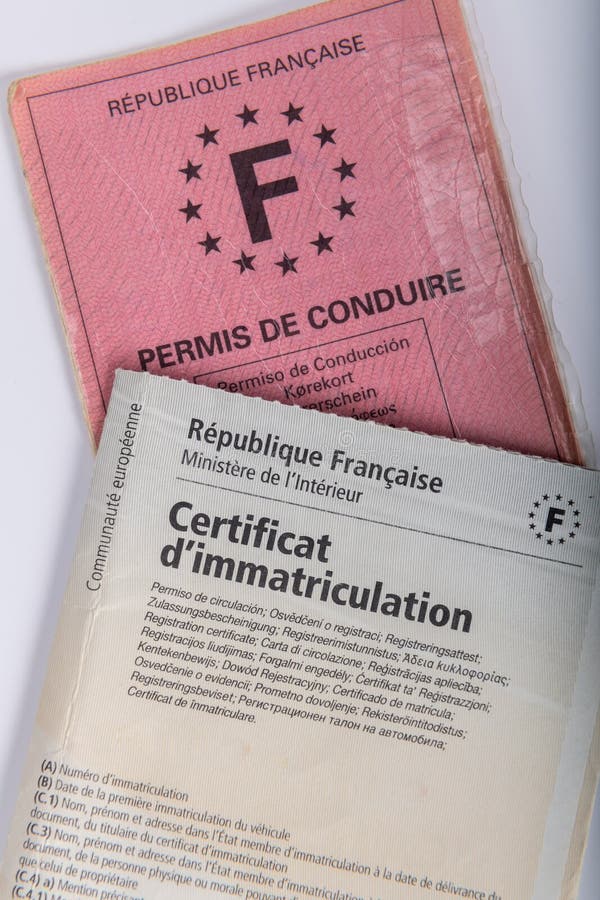 RÉPUBLIQUE FRANÇAISE
F
PERMIS DE CONDUIRE
Permiso de Conducción
Kørekort
République Française
Ministère de l'Intérieur
F
Communauté européenne
Certificat
d'immatriculation
Permiso de circulación; Osvědčení o registraci; Registreringsattest;
Zulassungsbescheinigung; Registreerimistunnistus; Άδεια κυκλοφορίας;
Registration certificate; Carta di circolazione; Reģistrācijas apliecība;
Registracijos liudijimas; Forgalmi engedély; Ċertifikat ta' Reġistrazzjoni;
Kentekenbewijs; Dowód Rejestracyjny; Certificado de matrícula;
Osvedčenie o evidencii; Prometno dovoljenje; Rekisteröintitodistus;
Registreringsbeviset; Регистрационен талон на автомобила;
Certificat de înmatriculare.
(A) Numéro d'immatriculation
(B) Date de la première immatriculation du véhicule
(C.1) Nom, prénom et adresse dans l'État membre d'immatriculation à la date de délivrance du
document, du titulaire du certificat d'immatriculation
(C.3) Nom, prénom et adresse dans l'État membre d'immatriculation
document, de la personne physique ou morale pouvant
que celui de propriétaire
(C.4) a) Mention
(C.4.1)